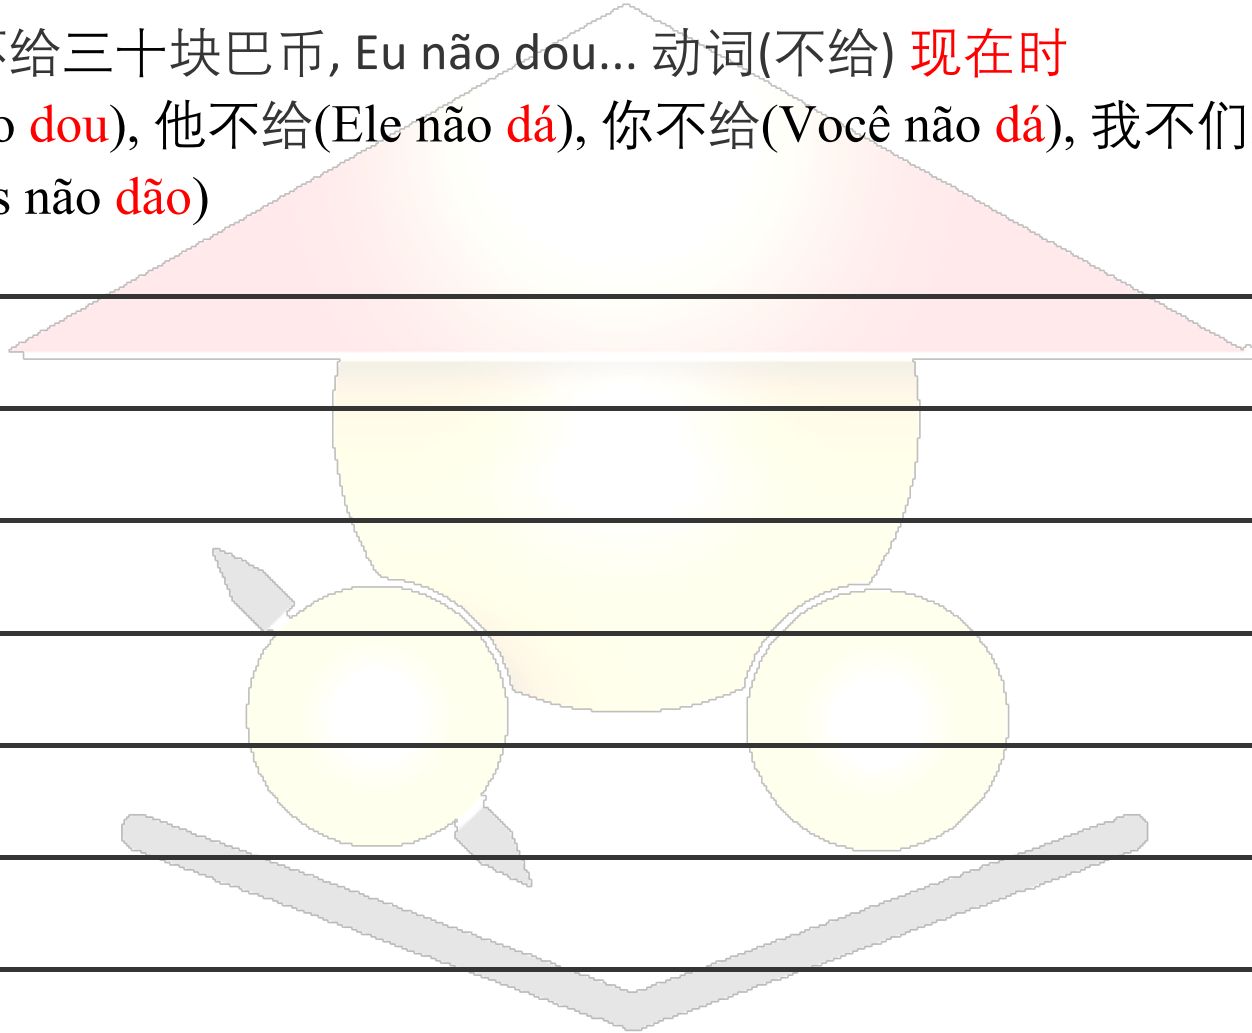 给三十块巴币, Eu não dou... 动词(不给) 现在时
o dou), 他不给(Ele não dá), 你不给(Você não dá), 我不们
s não dão)